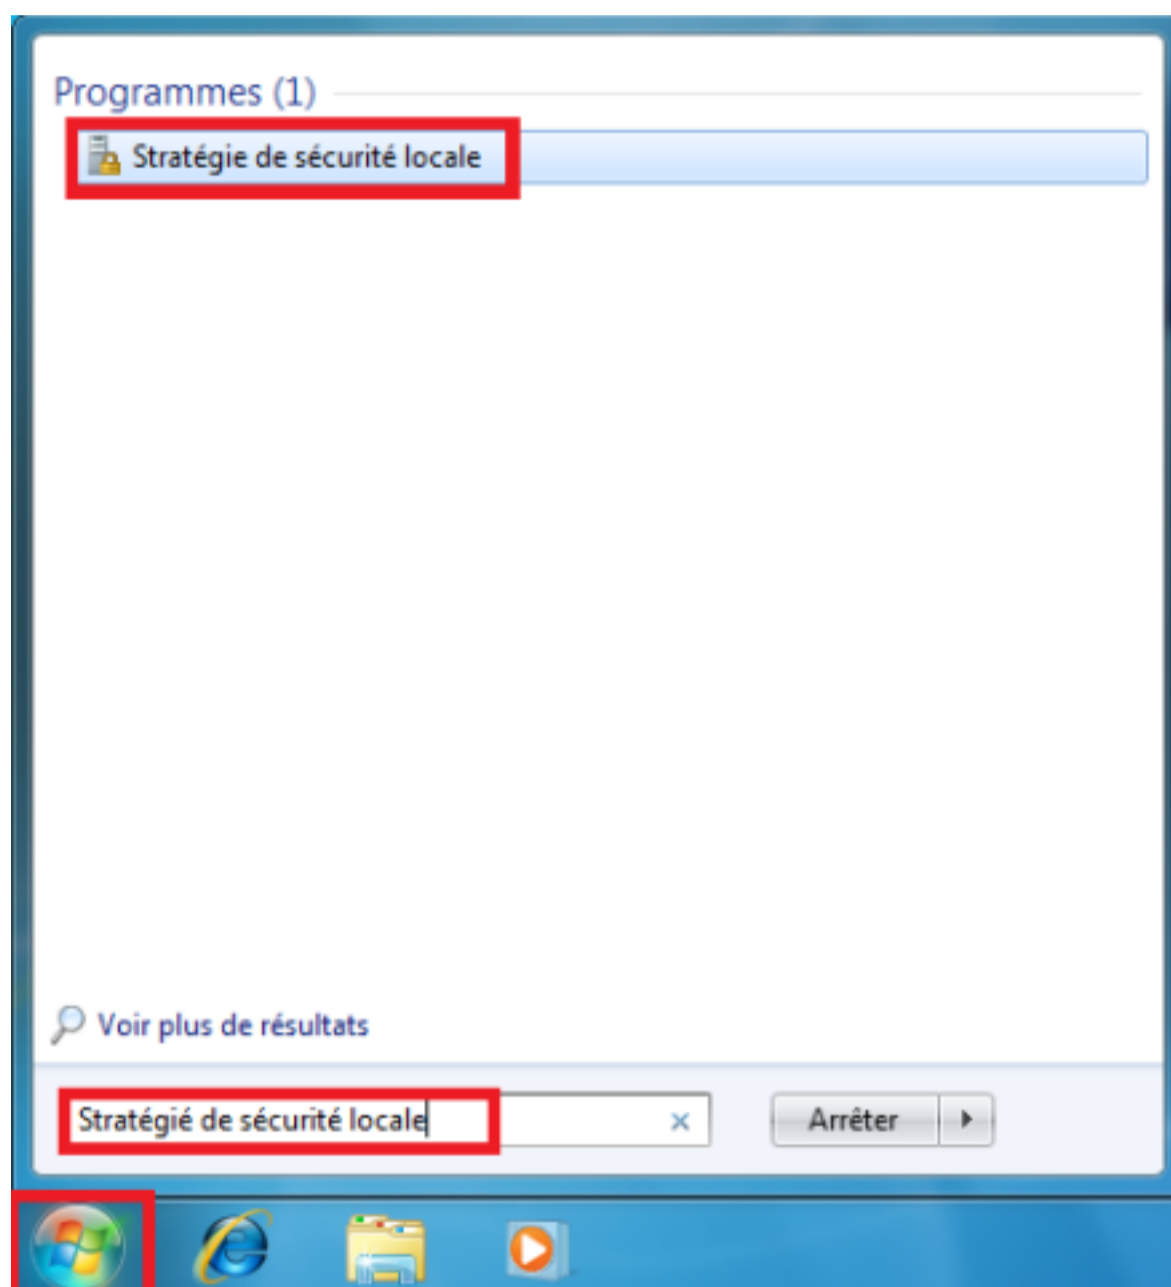 Programmes (1)
Stratégie de sécurité locale
Voir plus de résultats
Stratégié de sécurité locale
Arrêter